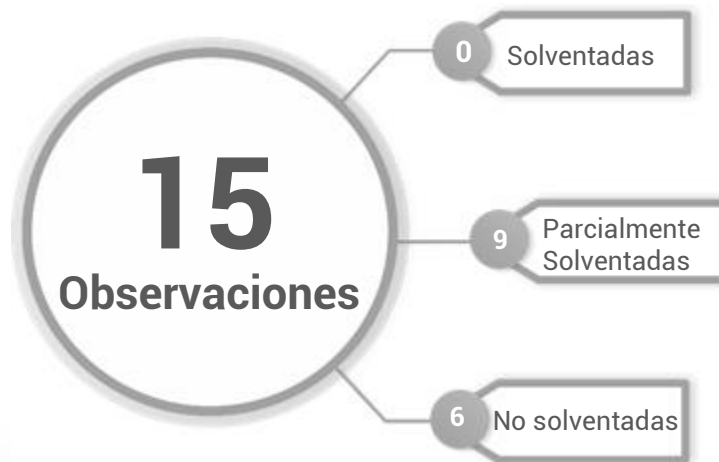 15
Observaciones
0
Solventadas
9
Parcialmente
Solventadas
6
No solventadas